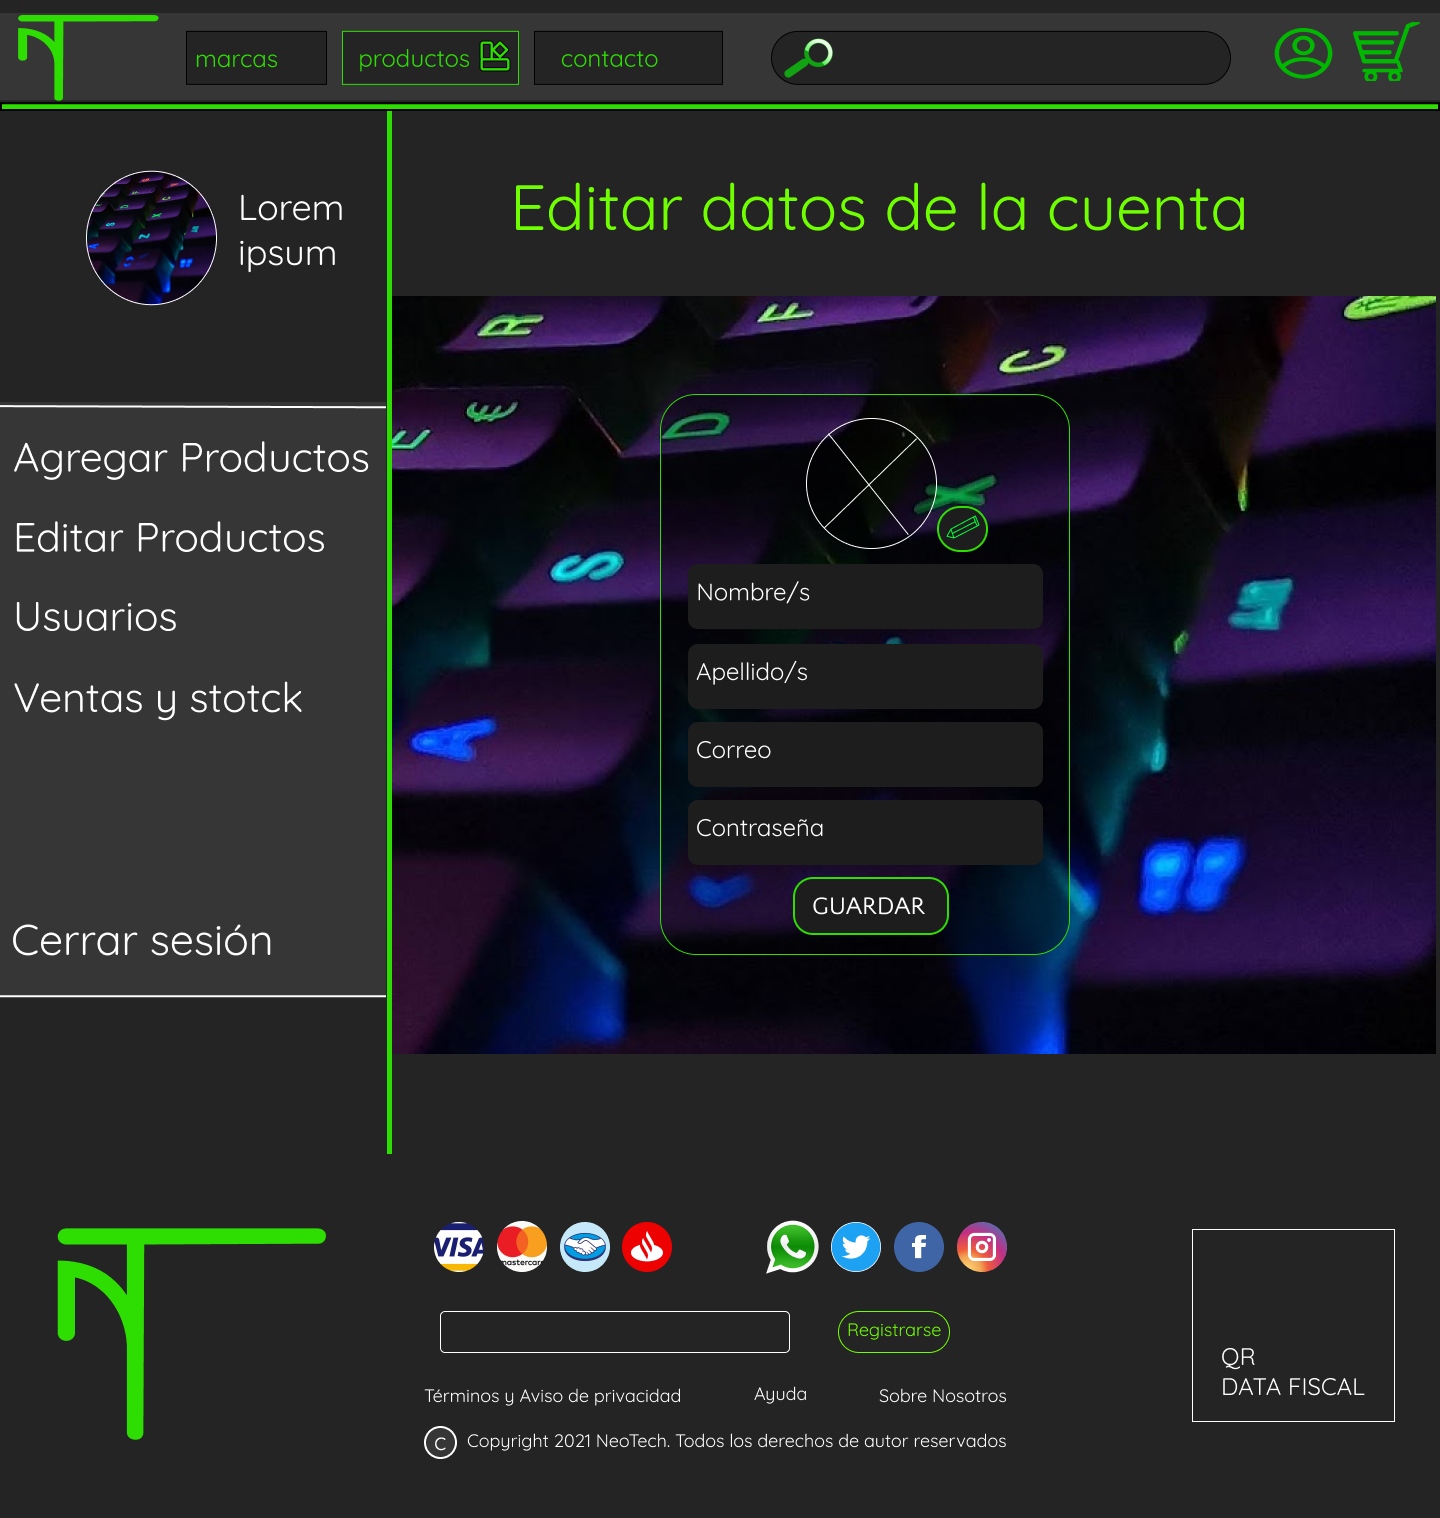 marcas
productos
contacto
Lorem
ipsum
Editar datos de la cuenta
Agregar Productos
Editar Productos
Usuarios
Ventas y stotck
Cerrar sesión
R
F
C
€
E
D
X
S
A
Nombre/s
Apellido/s
Correo
Contraseña
GUARDAR
VISA
mastercard
Registrarse
Términos y Aviso de privacidad
Ayuda
Sobre Nosotros
C Copyright 2021 NeoTech. Todos los derechos de autor reservados
QR
DATA FISCAL